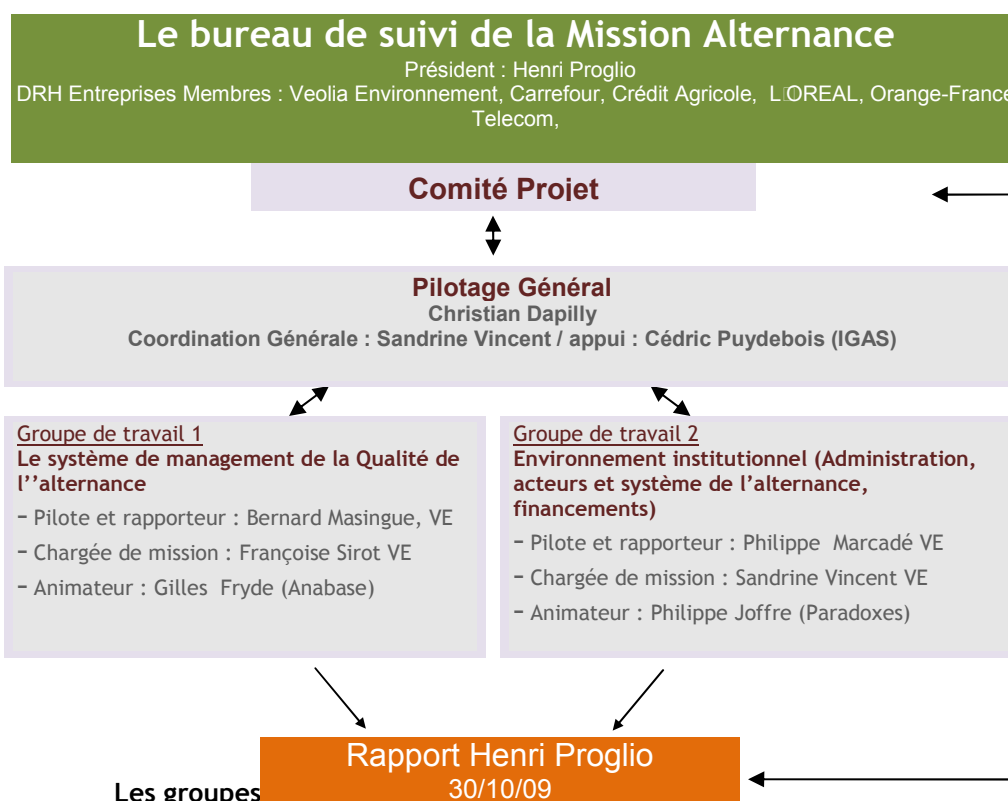 Le bureau de suivi de la Mission Alternance
Président : Henri Proglio
DRH Entreprises Membres : Veolia Environnement, Carrefour, Crédit Agricole, L□OREAL, Orange-France
Telecom,
Comité Projet
Pilotage Général
Christian Dapilly
Coordination Générale : Sandrine Vincent / appui : Cédric Puydebois (IGAS)
Groupe de travail 1
Le système de management de la Qualité de
l’’alternance
- Pilote et rapporteur : Bernard Masingue, VE
- Chargée de mission : Françoise Sirot VE
- Animateur : Gilles Fryde (Anabase)
Groupe de travail 2
Environnement institutionnel (Administration,
acteurs et système de l’alternance,
financements)
- Pilote et rapporteur : Philippe Marcadé VE
- Chargée de mission : Sandrine Vincent VE
- Animateur : Philippe Joffre (Paradoxes)
Rapport Henri Proglio
30/10/09
Les groupes